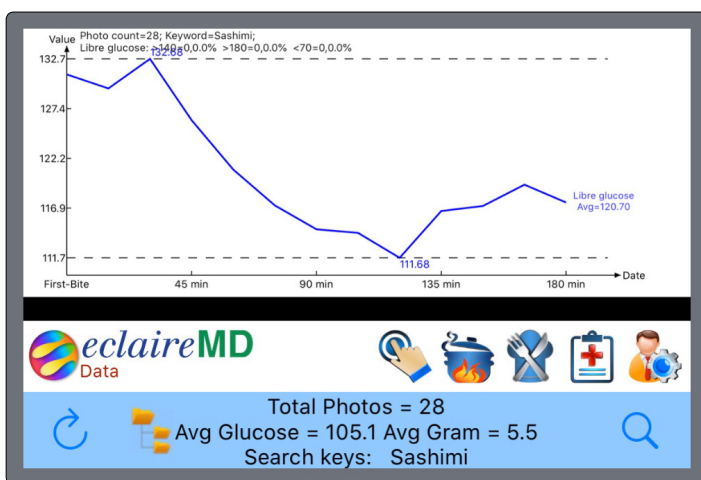 Value Photo count=28; Keyword=Sashimi;
Libre glucose: >140=0,0.0% >180=0,0.0% <70=0,0.0%
132.68
132.7
127.4
122.2
116.9
111.7
Libre glucose
Avg=120.70
111.68
Date
First-Bite 45 min 90 min 135 min 180 min
eclaireMD
Data
Total Photos = 28
Avg Glucose = 105.1 Avg Gram = 5.5
Search keys: Sashimi